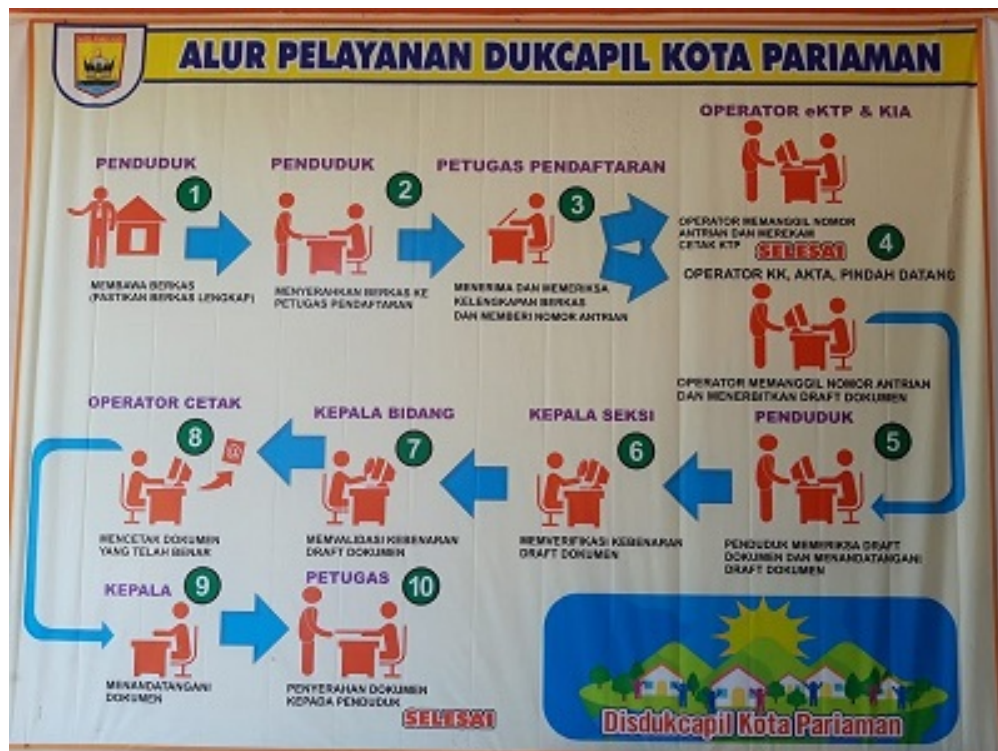 ALUR PELAYANAN DUKCAPIL KOTA PARIAMAN
PENDUDUK
1
MEMBAWA BERKAS
(PASTIKAN BERKAS LENGKAP)
PENDUDUK
2
MENYERAHKAN BERKAS KE
PETUGAS PENDAFTARAN
PETUGAS PENDAFTARAN
3
MENERIMA DAN MEMERIKSA
KELENGKAPAN BERKAS
DAN MEMBERI NOMOR ANTRIAN
OPERATOR eKTP & KIA
OPERATOR MEMANGGIL NOMOR
ANTRIAN DAN MEREKAM
CETAK KTP
SELESAI
4
OPERATOR KK, AKTA, PINDAH DATANG
OPERATOR MEMANGGIL NOMOR ANTRIAN
DAN MENERBITKAN DRAFT DOKUMEN
PENDUDUK
5
PENDUDUK MEMERIKSA DRAFT
DOKUMEN DAN MENANDATANGANI
DRAFT DOKUMEN
KEPALA SEKSI
6
MEMVERIFIKASI KEBENARAN
DRAFT DOKUMEN
KEPALA BIDANG
7
MEMVALIDASI KEBENARAN
DRAFT DOKUMEN
OPERATOR CETAK
8
MENCETAK DOKUMEN
YANG TELAH BENAR
KEPALA
9
MENANDATANGANI
DOKUMEN
PETUGAS
10
PENYERAHAN DOKUMEN
KEPADA PENDUDUK
SELESAI
Disdukcapil Kota Pariaman